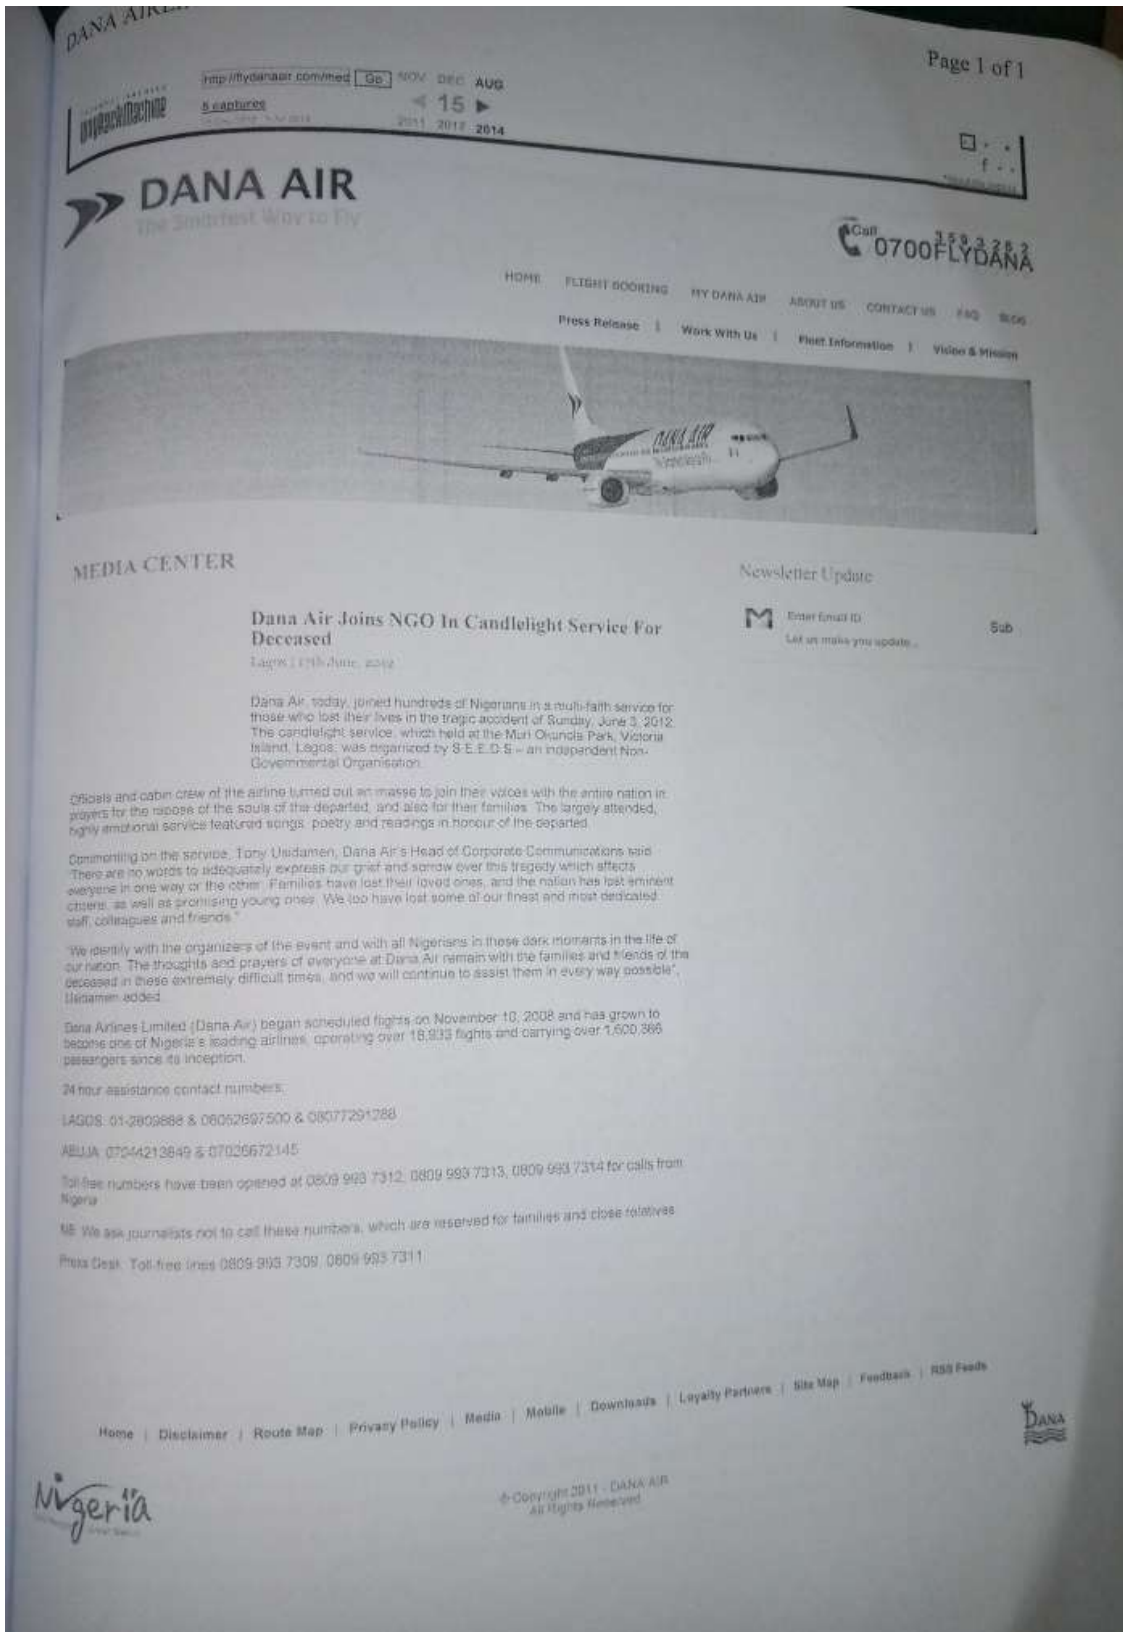 DANA AIRLI
Page 1 of 1
http://flydanaair.com/med Go NOV DEC AUG
INTERNET ARCHIVE
WayBackMachine
5 captures
15
2011 2012 2014
DANA AIR
The Smartest Way to Fly
Call
3593262
0700FLYDANA
HOME FLIGHT BOOKING MY DANA AIR ABOUT US CONTACT US FAQ BLOG
Press Release | Work With Us | Fleet Information | Vision & Mission
DANA AIR
MEDIA CENTER
Newsletter Update
Enter Email ID
Sub
Let us make you update..
Dana Air Joins NGO In Candlelight Service For
Deceased
Lagos | 17th June, 2012
Dana Air, today, joined hundreds of Nigerians in a multi-faith service for
those who lost their lives in the tragic accident of Sunday, June 3, 2012.
The candlelight service, which held at the Muri Okunola Park, Victoria
Island, Lagos, was organized by S.E.E.D.S – an independent Non-
Governmental Organisation.
Officials and cabin crew of the airline turned out en masse to join their voices with the entire nation in
prayers for the repose of the souls of the departed, and also for their families. The largely attended,
highly emotional service featured songs, poetry and readings in honour of the departed.
Commenting on the service, Tony Usidamen, Dana Air's Head of Corporate Communications said
"There are no words to adequately express our grief and sorrow over this tragedy which affects
everyone in one way or the other. Families have lost their loved ones, and the nation has lost eminent
citizens, as well as promising young ones. We too have lost some of our finest and most dedicated
staff, colleagues and friends."
"We identify with the organizers of the event and with all Nigerians in these dark moments in the life of
our nation. The thoughts and prayers of everyone at Dana Air remain with the families and friends of the
deceased in these extremely difficult times, and we will continue to assist them in every way possible",
Usidamen added.
Dana Airlines Limited (Dana Air) began scheduled flights on November 10, 2008 and has grown to
become one of Nigeria's leading airlines, operating over 18,933 flights and carrying over 1,600,366
passengers since its inception.
24 hour assistance contact numbers:
LAGOS: 01-2809888 & 08052697500 & 08077291288
ABUJA: 07044213849 & 07026672145
Toll-free numbers have been opened at 0809 993 7312, 0809 993 7313, 0809 993 7314 for calls from
Nigeria
NB: We ask journalists not to call these numbers, which are reserved for families and close relatives
Press Desk: Toll-free lines 0809 993 7309, 0809 993 7311
Home | Disclaimer | Route Map | Privacy Policy | Media | Mobile | Downloads | Loyalty Partners | Site Map | Feedback | RSS Feeds
DANA
Nigeria
© Copyright 2011 - DANA AIR
All Rights Reserved